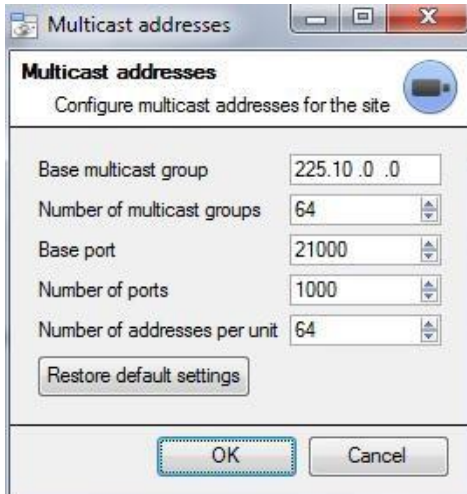 Multicast addresses
Multicast addresses
Configure multicast addresses for the site
Base multicast group 225.10 .0 .0
Number of multicast groups 64
Base port 21000
Number of ports 1000
Number of addresses per unit 64
Restore default settings
OK Cancel